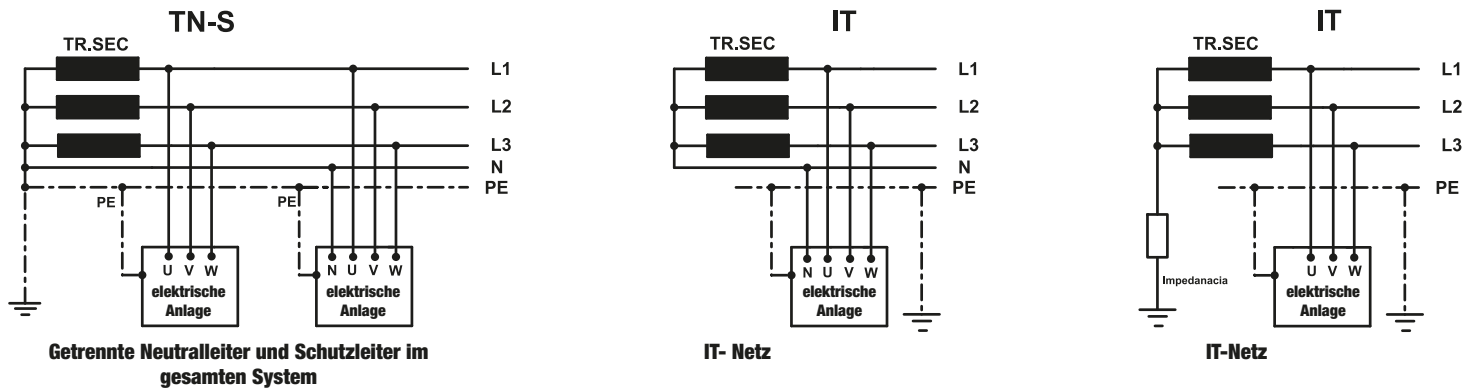 TN-S
TR.SEC
L1
L2
L3
N
PE
PE
PE
U V W
elektrische
Anlage
N U V W
elektrische
Anlage
Getrennte Neutralleiter und Schutzleiter im
gesamten System
IT
TR.SEC
L1
L2
L3
N
PE
N U V W
elektrische
Anlage
IT- Netz
IT
TR.SEC
L1
L2
L3
PE
Impedanacia
U V W
elektrische
Anlage
IT-Netz